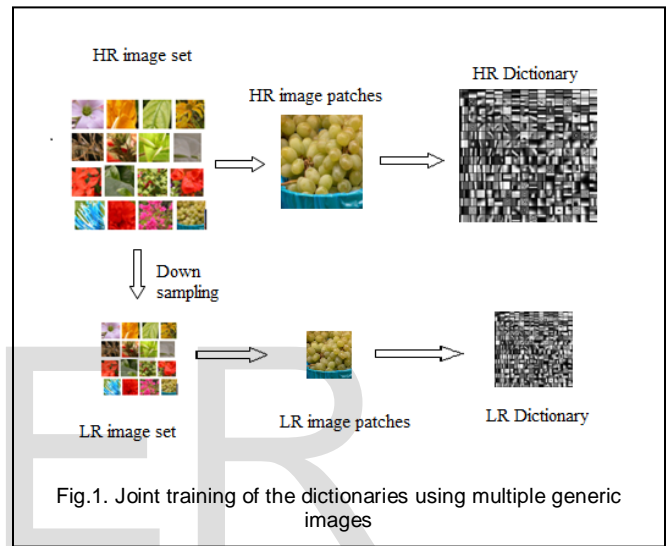 HR image set
HR image patches
HR Dictionary
Down
sampling
LR image set
LR image patches
LR Dictionary
Fig.1. Joint training of the dictionaries using multiple generic
images
ER